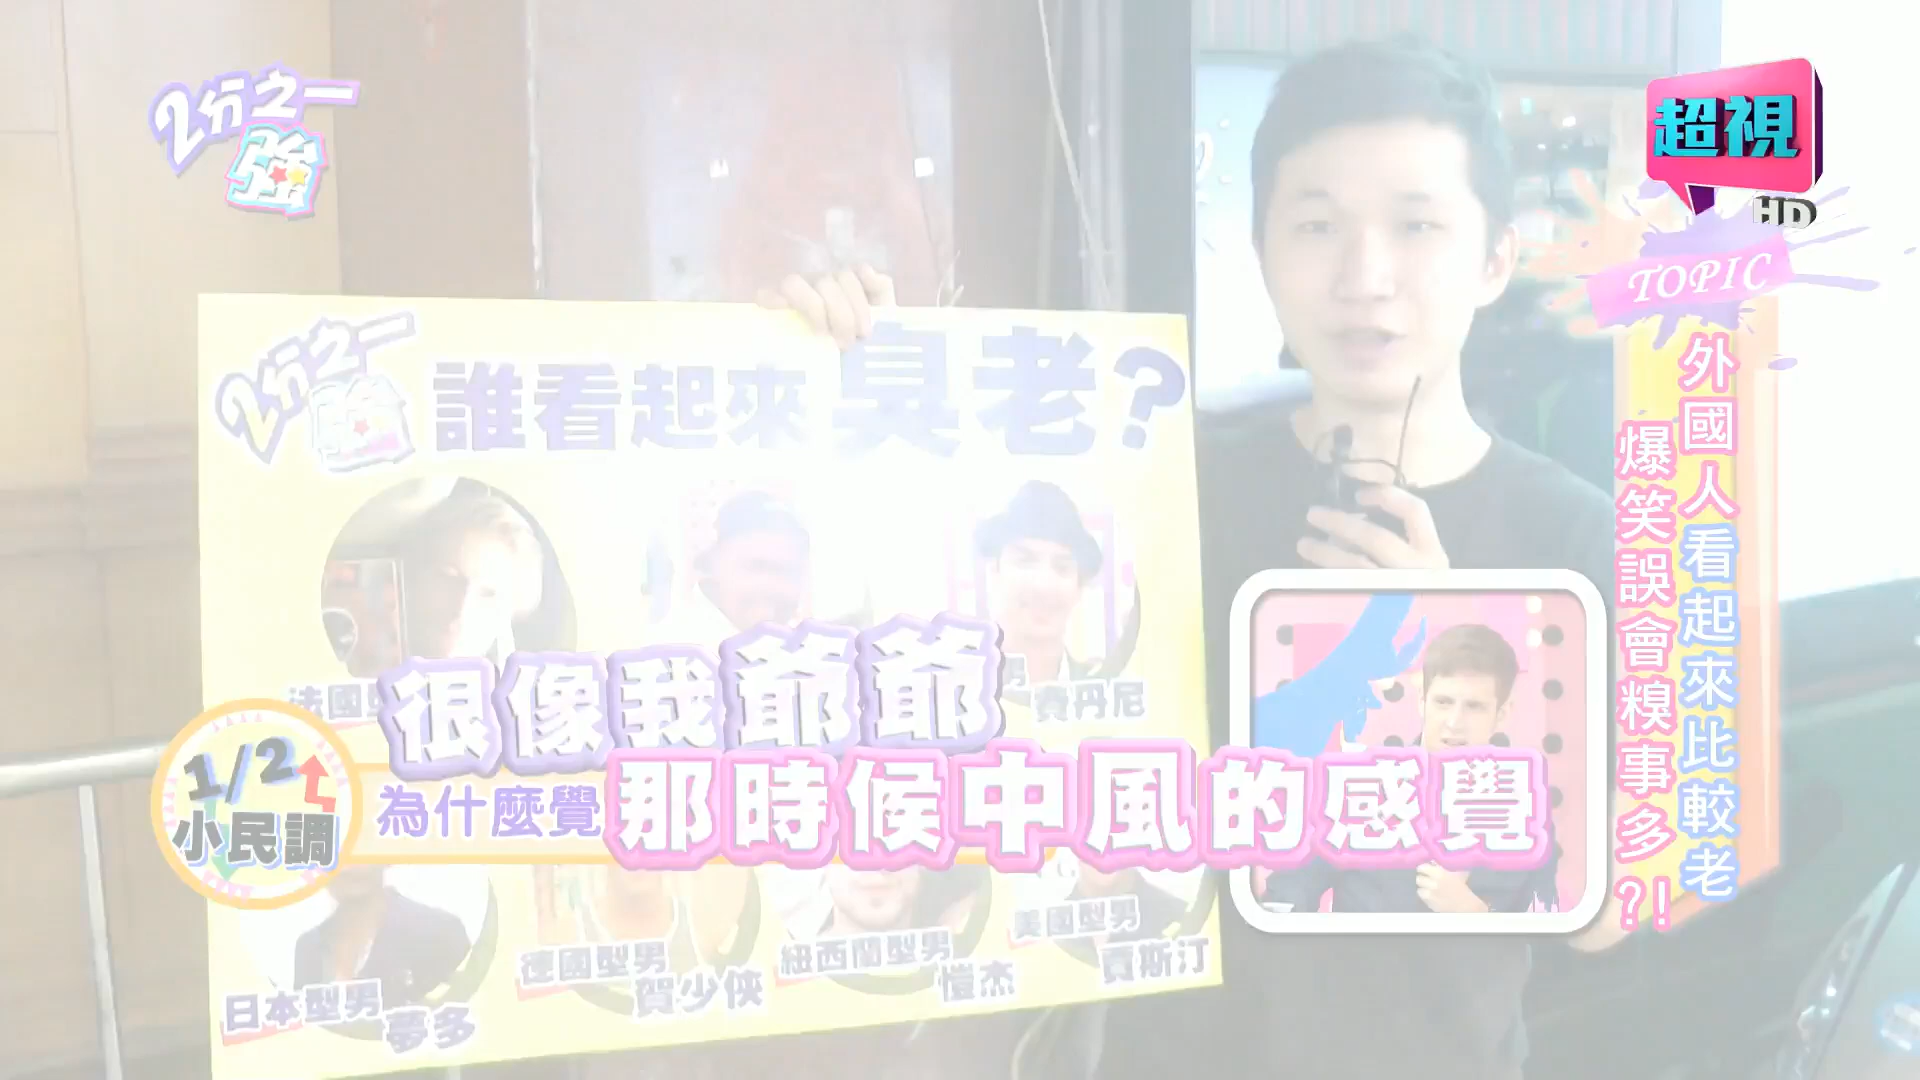 2分之一
強
超視
HD
TOPIC
外國人看起來比較老
爆笑誤會糗事多?!
2分之一
強
誰看起來臭老?
法國型
男
費丹尼
很像我爺爺
那時候中風的感覺
1/2
小民調
為什麼覺
日本型男
夢多
德國型男
賀少俠
紐西蘭型男
愷杰
美國型男
賈斯汀